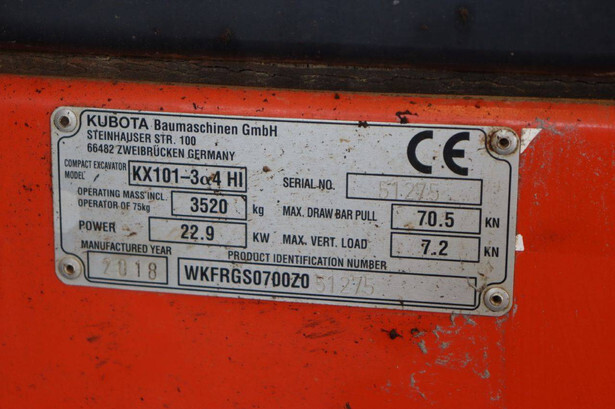 KUBOTA Baumaschinen GmbH
STEINHAUSER STR. 100
66482 ZWEIBRÜCKEN GERMANY
CE
COMPACT EXCAVATOR
MODEL KX101-3α4 HI
SERIAL NO. 51275
OPERATING MASS INCL.
OPERATOR OF 75kg 3520 kg
MAX. DRAW BAR PULL 70.5 KN
POWER 22.9 KW
MAX. VERT. LOAD 7.2 KN
MANUFACTURED YEAR 2018
PRODUCT IDENTIFICATION NUMBER
WKFRGS0700Z051275